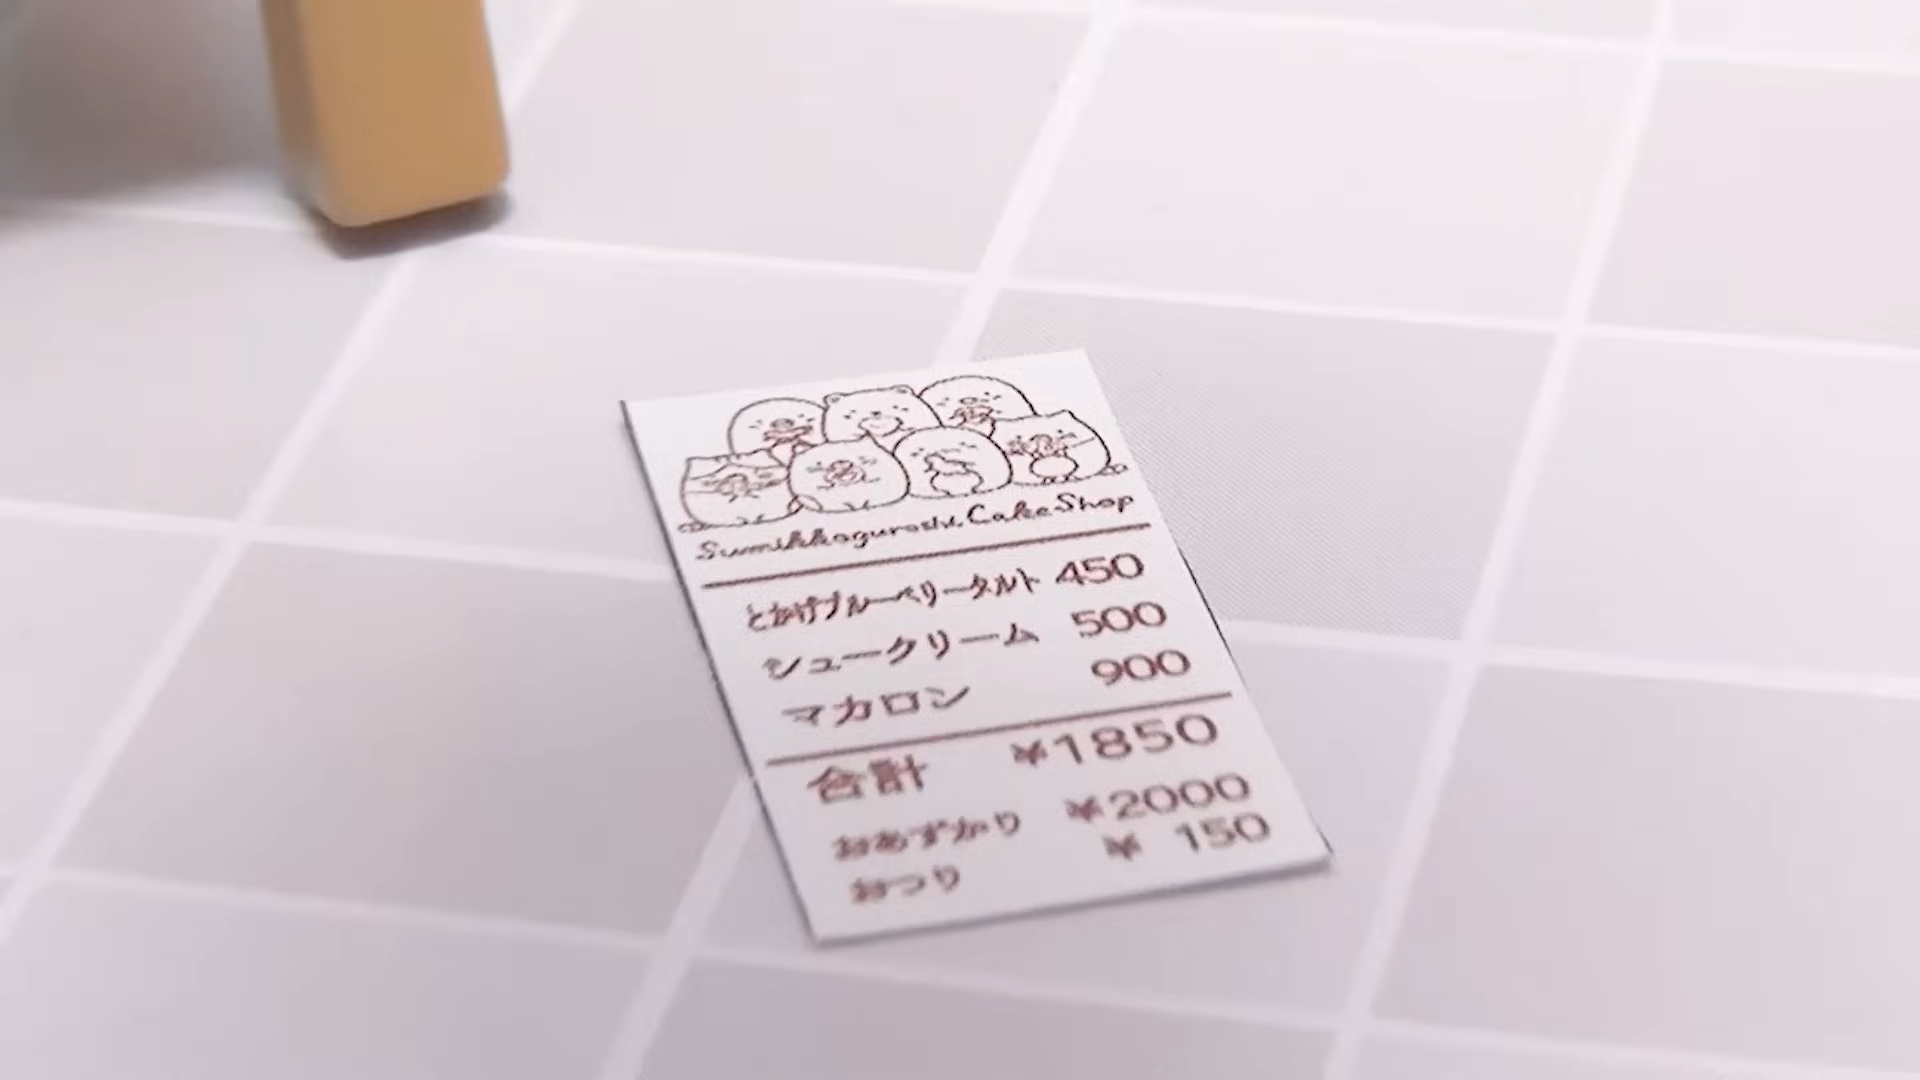 Sumikkogurashi Cake Shop
とかげブルーベリータルト 450
シュークリーム 500
マカロン 900
合計 ¥1850
おあずかり ¥2000
おつり ¥ 150